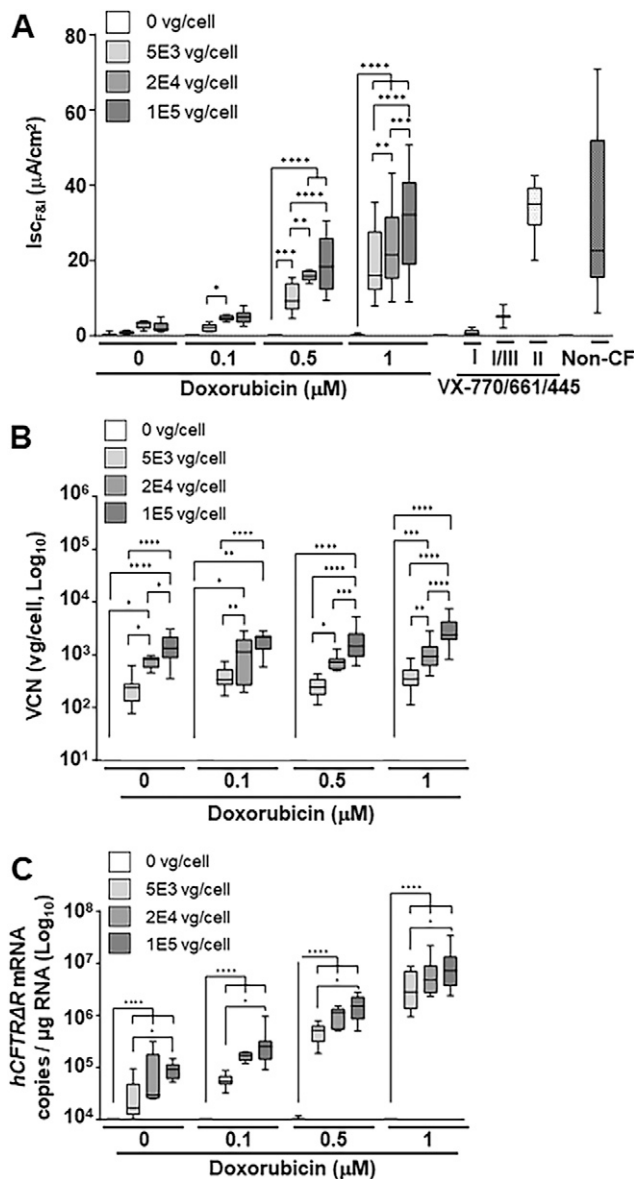 A
0 vg/cell
5E3 vg/cell
2E4 vg/cell
1E5 vg/cell
80
60
40
20
0
IscF&I (µA/cm²)
**** **** *** ** **** **** *** ** *
0 0.1 0.5 1 I I/III II Non-CF
Doxorubicin (µM) VX-770/661/445
B
0 vg/cell
5E3 vg/cell
2E4 vg/cell
1E5 vg/cell
10⁶
10⁵
10⁴
10³
10²
10¹
VCN (vg/cell, Log₁₀)
**** **** * * * **** ** * ** **** **** *** * **** *** **** **** **
0 0.1 0.5 1
Doxorubicin (µM)
C
0 vg/cell
5E3 vg/cell
2E4 vg/cell
1E5 vg/cell
10⁸
10⁷
10⁶
10⁵
10⁴
hCFTRΔR mRNA
copies / µg RNA (Log₁₀)
**** * **** * **** * **** *
0 0.1 0.5 1
Doxorubicin (µM)